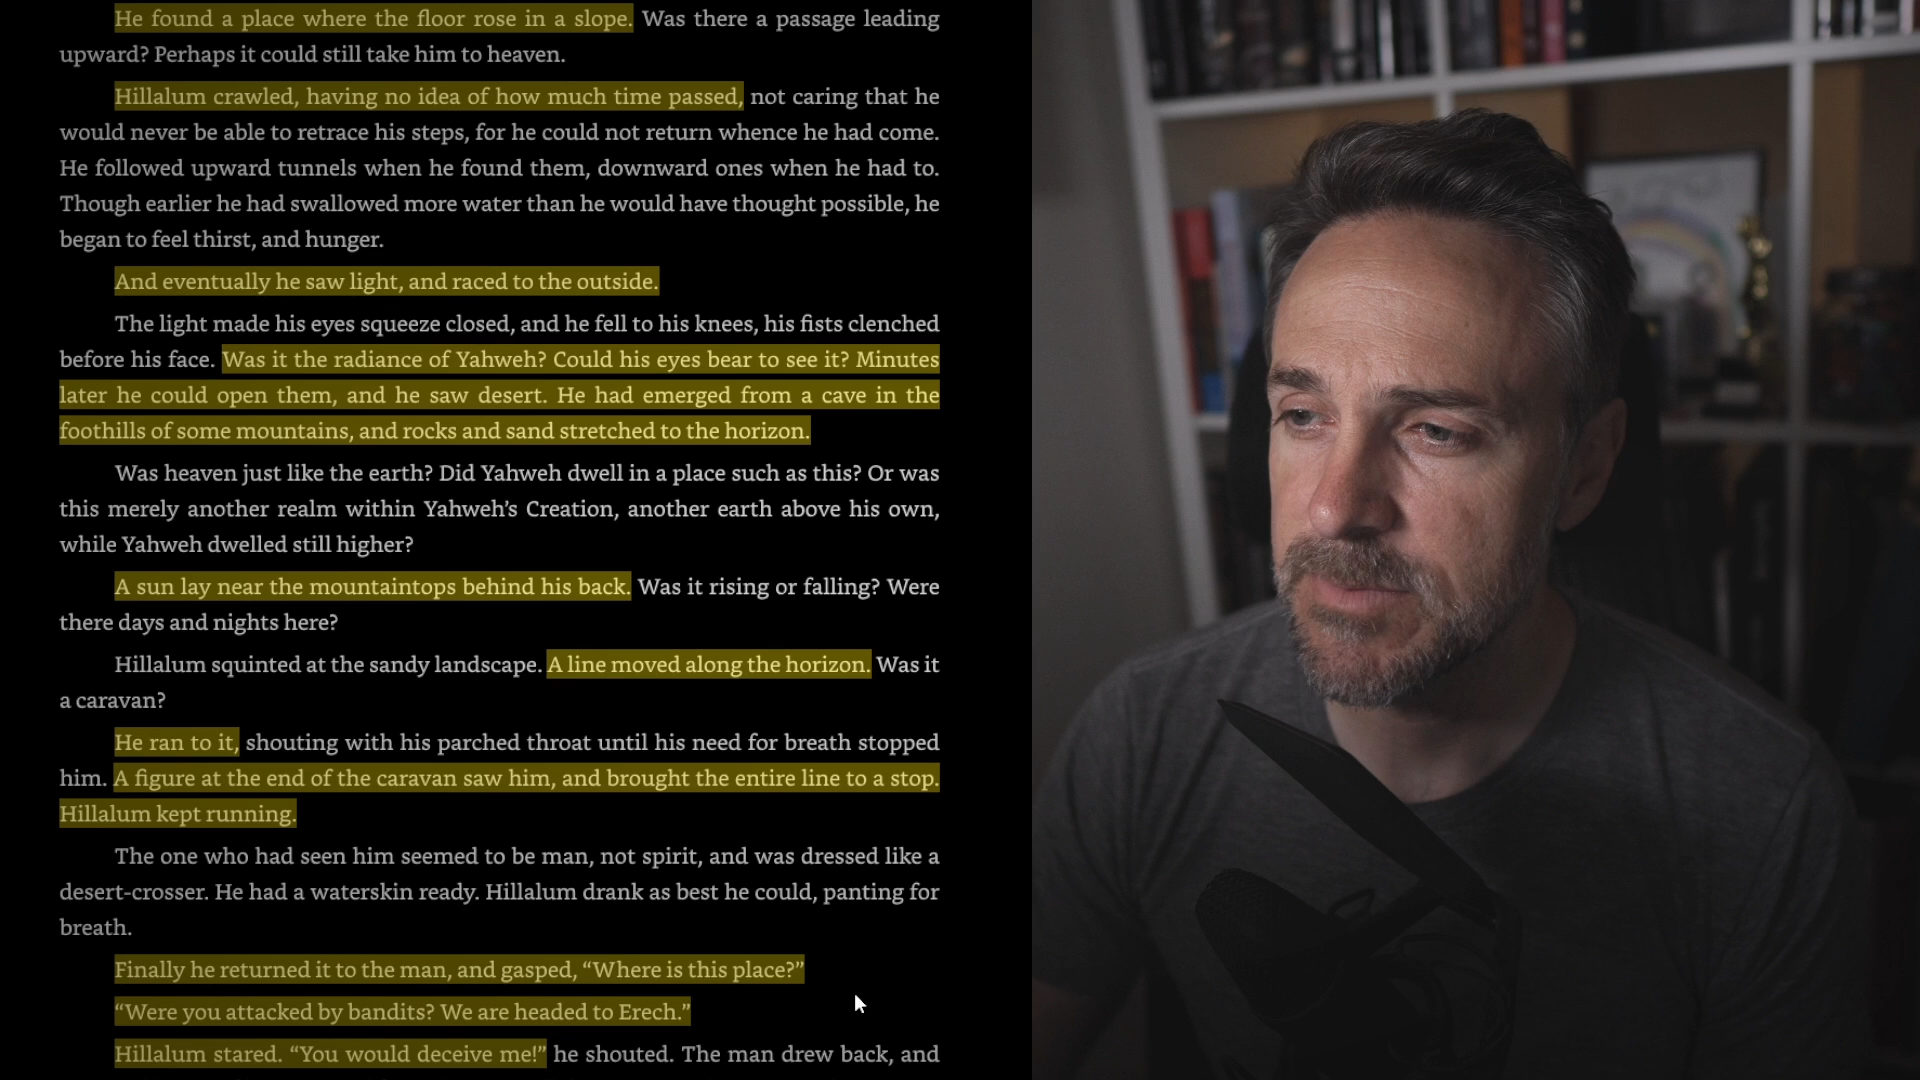 He found a place where the floor rose in a slope. Was there a passage leading
upward? Perhaps it could still take him to heaven.
Hillalum crawled, having no idea of how much time passed, not caring that he
would never be able to retrace his steps, for he could not return whence he had come.
He followed upward tunnels when he found them, downward ones when he had to.
Though earlier he had swallowed more water than he would have thought possible, he
began to feel thirst, and hunger.
And eventually he saw light, and raced to the outside.
The light made his eyes squeeze closed, and he fell to his knees, his fists clenched
before his face. Was it the radiance of Yahweh? Could his eyes bear to see it? Minutes
later he could open them, and he saw desert. He had emerged from a cave in the
foothills of some mountains, and rocks and sand stretched to the horizon.
Was heaven just like the earth? Did Yahweh dwell in a place such as this? Or was
this merely another realm within Yahweh’s Creation, another earth above his own,
while Yahweh dwelled still higher?
A sun lay near the mountaintops behind his back. Was it rising or falling? Were
there days and nights here?
Hillalum squinted at the sandy landscape. A line moved along the horizon. Was it
a caravan?
He ran to it, shouting with his parched throat until his need for breath stopped
him. A figure at the end of the caravan saw him, and brought the entire line to a stop.
Hillalum kept running.
The one who had seen him seemed to be man, not spirit, and was dressed like a
desert-crosser. He had a waterskin ready. Hillalum drank as best he could, panting for
breath.
Finally he returned it to the man, and gasped, “Where is this place?”
“Were you attacked by bandits? We are headed to Erech.”
Hillalum stared. “You would deceive me!” he shouted. The man drew back, and